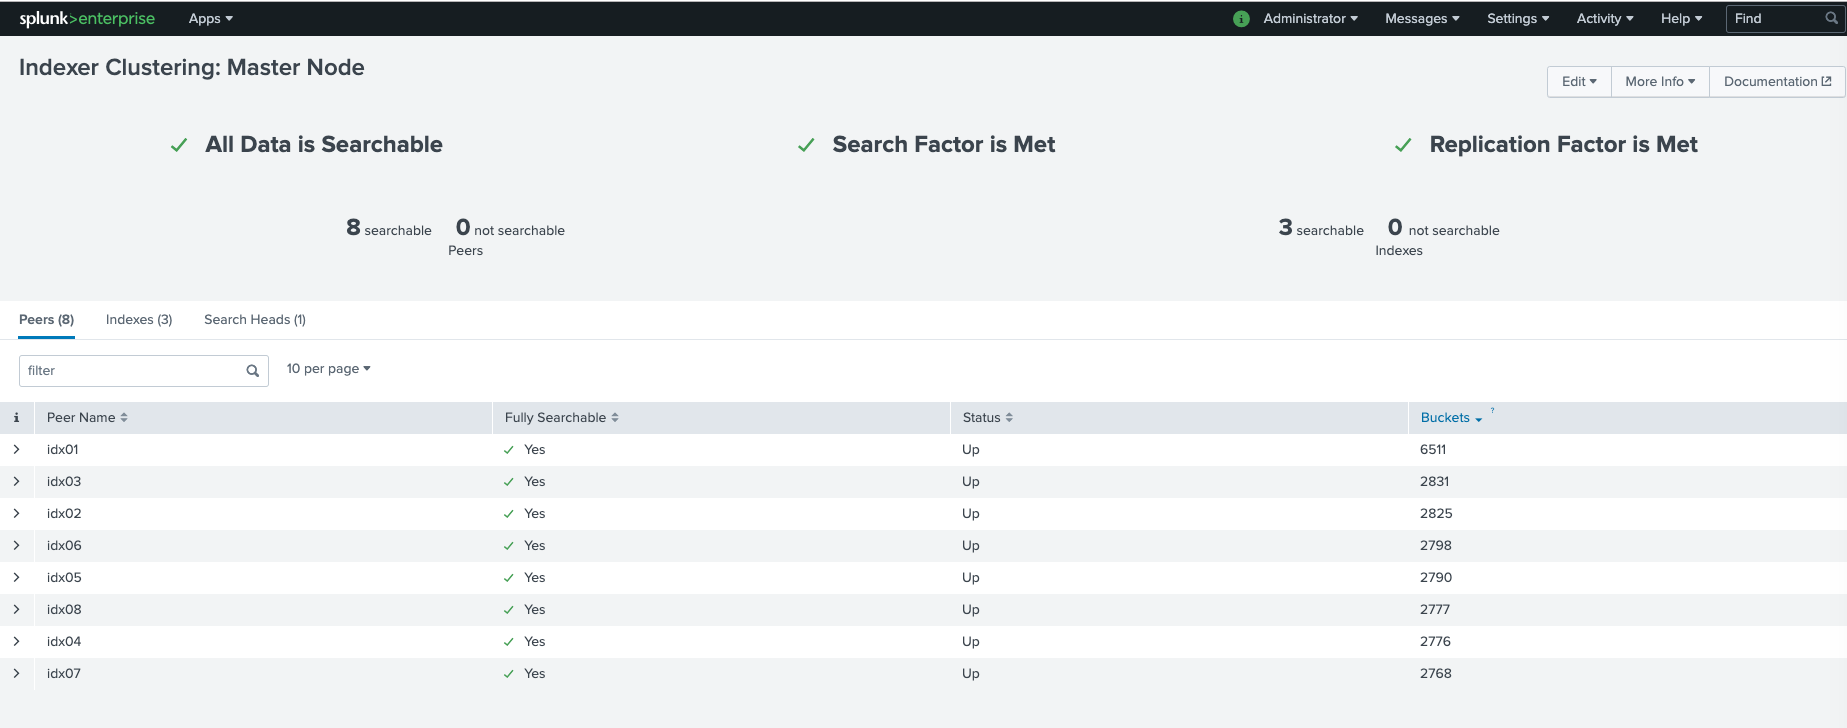 splunk>enterprise Apps Administrator Messages Settings Activity Help Find
Indexer Clustering: Master Node
Edit More Info Documentation
All Data is Searchable Search Factor is Met Replication Factor is Met
8 searchable 0 not searchable 3 searchable 0 not searchable
Peers Indexes
Peers (8) Indexes (3) Search Heads (1)
filter 10 per page
i Peer Name Fully Searchable Status Buckets ?
idx01 Yes Up 6511
idx03 Yes Up 2831
idx02 Yes Up 2825
idx06 Yes Up 2798
idx05 Yes Up 2790
idx08 Yes Up 2777
idx04 Yes Up 2776
idx07 Yes Up 2768